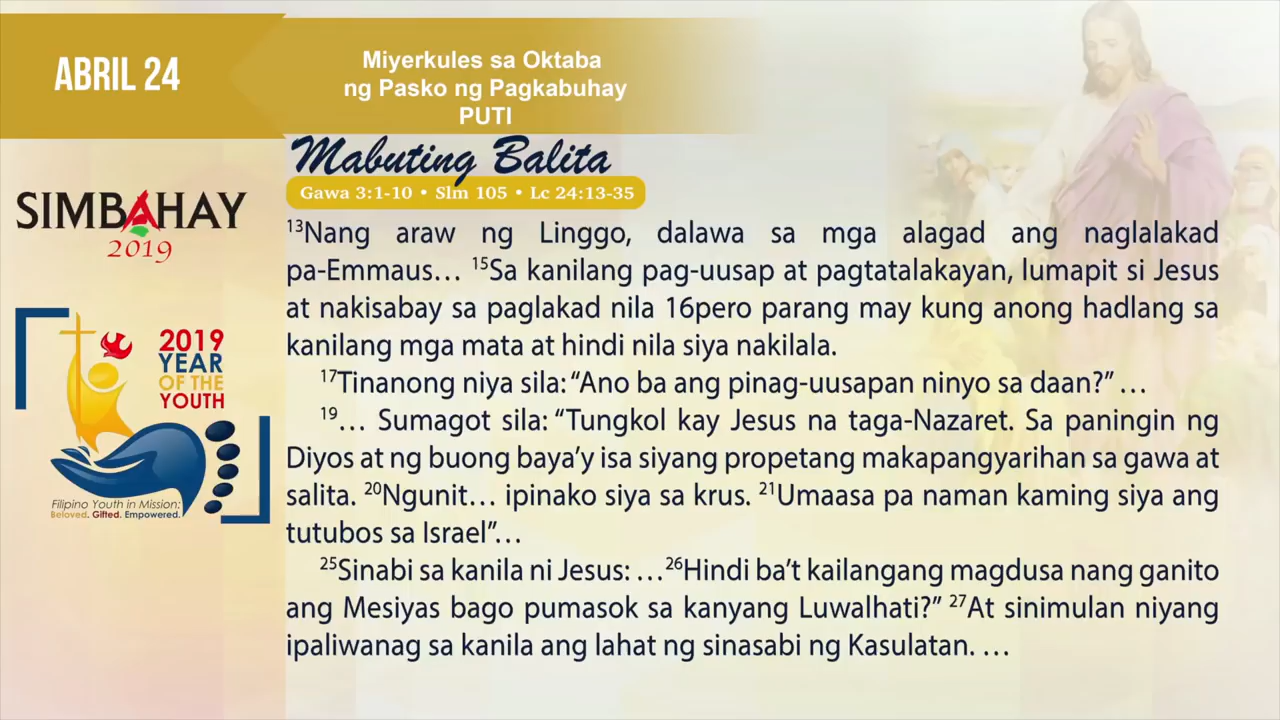 ABRIL 24
Miyerkules sa Oktaba
ng Pasko ng Pagkabuhay
PUTI
Mabuting Balita
Gawa 3:1-10 • Slm 105 • Lc 24:13-35
SIMBAHAY
2019
2019
YEAR
OF THE
YOUTH
Filipino Youth in Mission:
Beloved. Gifted. Empowered.
¹³Nang araw ng Linggo, dalawa sa mga alagad ang naglalakad
pa-Emmaus… ¹⁵Sa kanilang pag-uusap at pagtatalakayan, lumapit si Jesus
at nakisabay sa paglakad nila 16pero parang may kung anong hadlang sa
kanilang mga mata at hindi nila siya nakilala.
¹⁷Tinanong niya sila: “Ano ba ang pinag-uusapan ninyo sa daan?” …
¹⁹… Sumagot sila: “Tungkol kay Jesus na taga-Nazaret. Sa paningin ng
Diyos at ng buong baya’y isa siyang propetang makapangyarihan sa gawa at
salita. ²⁰Ngunit… ipinako siya sa krus. ²¹Umaasa pa naman kaming siya ang
tutubos sa Israel”…
²⁵Sinabi sa kanila ni Jesus: …²⁶Hindi ba’t kailangang magdusa nang ganito
ang Mesiyas bago pumasok sa kanyang Luwalhati?” ²⁷At sinimulan niyang
ipaliwanag sa kanila ang lahat ng sinasabi ng Kasulatan. …